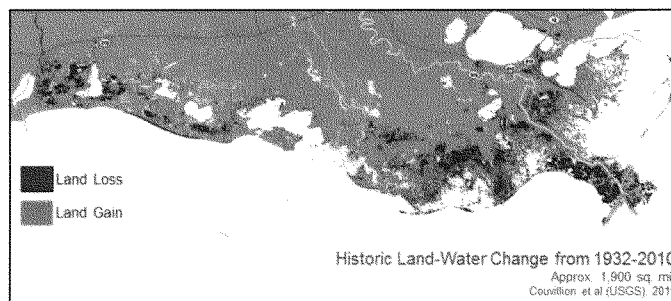 Land Loss
Land Gain
Historic Land-Water Change from 1932-2010
Approx. 1,900 sq. mi
Couvillion et al (USGS), 201